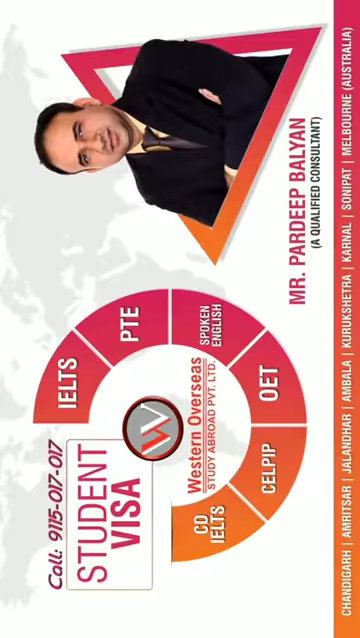 Call: 9115-017-017
STUDENT
VISA
IELTS
PTE
SPOKEN
ENGLISH
OET
CELPIP
CD
IELTS
W
Western Overseas
STUDY ABROAD PVT. LTD.
MR. PARDEEP BALYAN
(A QUALIFIED CONSULTANT)
CHANDIGARH | AMRITSAR | JALANDHAR | AMBALA | KURUKSHETRA | KARNAL | SONIPAT | MELBOURNE (AUSTRALIA)